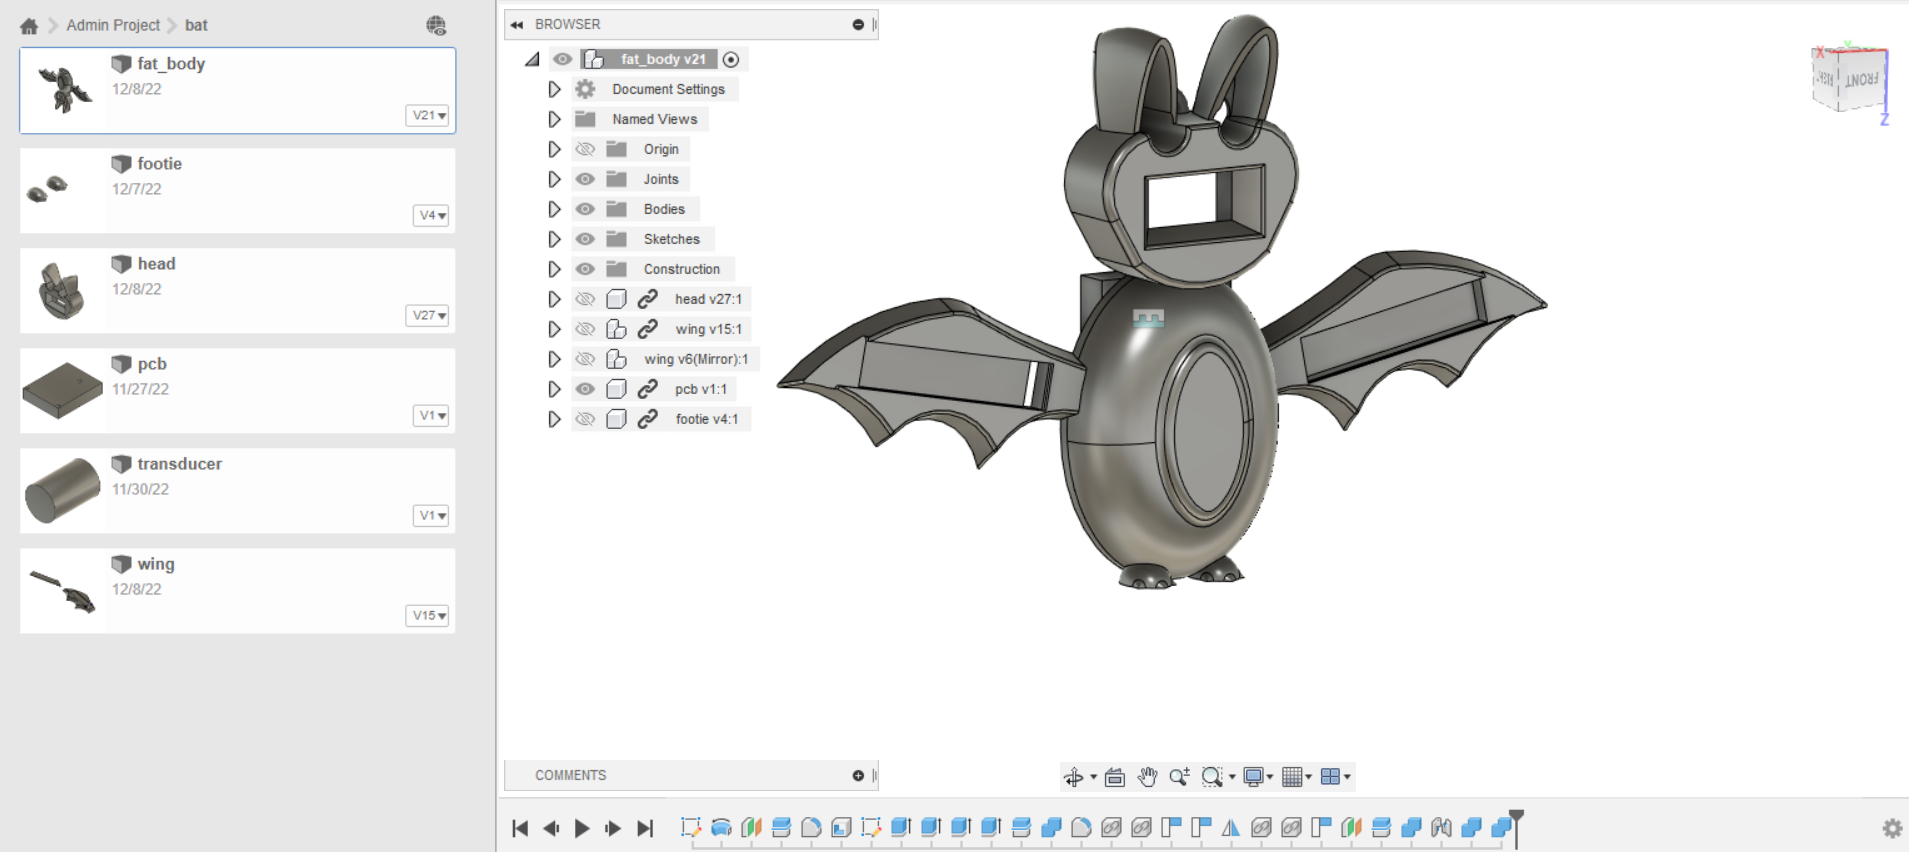 Admin Project
bat
fat_body
12/8/22
V21
footie
12/7/22
V4
head
12/8/22
V27
pcb
11/27/22
V1
transducer
11/30/22
V1
wing
12/8/22
V15
BROWSER
fat_body v21
Document Settings
Named Views
Origin
Joints
Bodies
Sketches
Construction
head v27:1
wing v15:1
wing v6(Mirror):1
pcb v1:1
footie v4:1
X
Y
FRONT
Z
COMMENTS